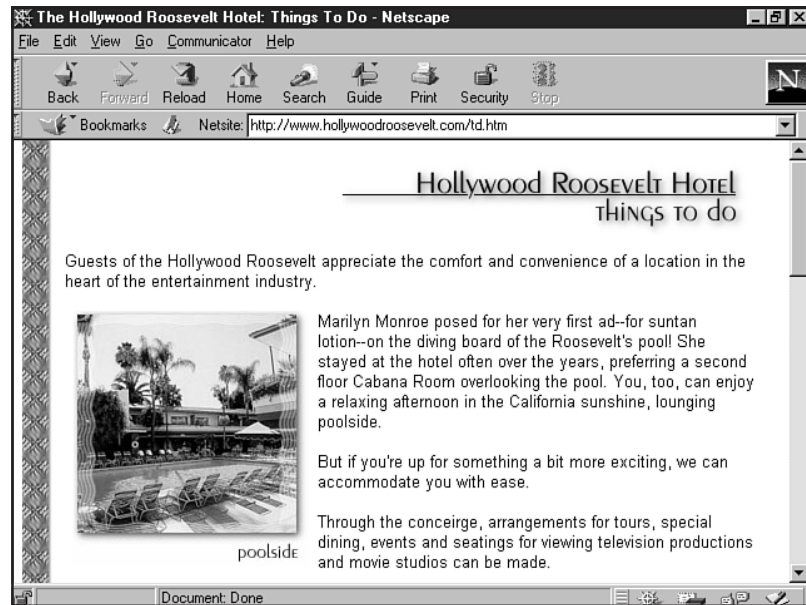 The Hollywood Roosevelt Hotel: Things To Do - Netscape
File Edit View Go Communicator Help
Back Forward Reload Home Search Guide Print Security Stop
N
Bookmarks Netsite: http://www.hollywoodroosevelt.com/td.htm
Hollywood Roosevelt Hotel
things to do
Guests of the Hollywood Roosevelt appreciate the comfort and convenience of a location in the
heart of the entertainment industry.
Marilyn Monroe posed for her very first ad--for suntan
lotion--on the diving board of the Roosevelt's pool! She
stayed at the hotel often over the years, preferring a second
floor Cabana Room overlooking the pool. You, too, can enjoy
a relaxing afternoon in the California sunshine, lounging
poolside.
But if you're up for something a bit more exciting, we can
accommodate you with ease.
Through the conceirge, arrangements for tours, special
dining, events and seatings for viewing television productions
and movie studios can be made.
poolside
Document: Done